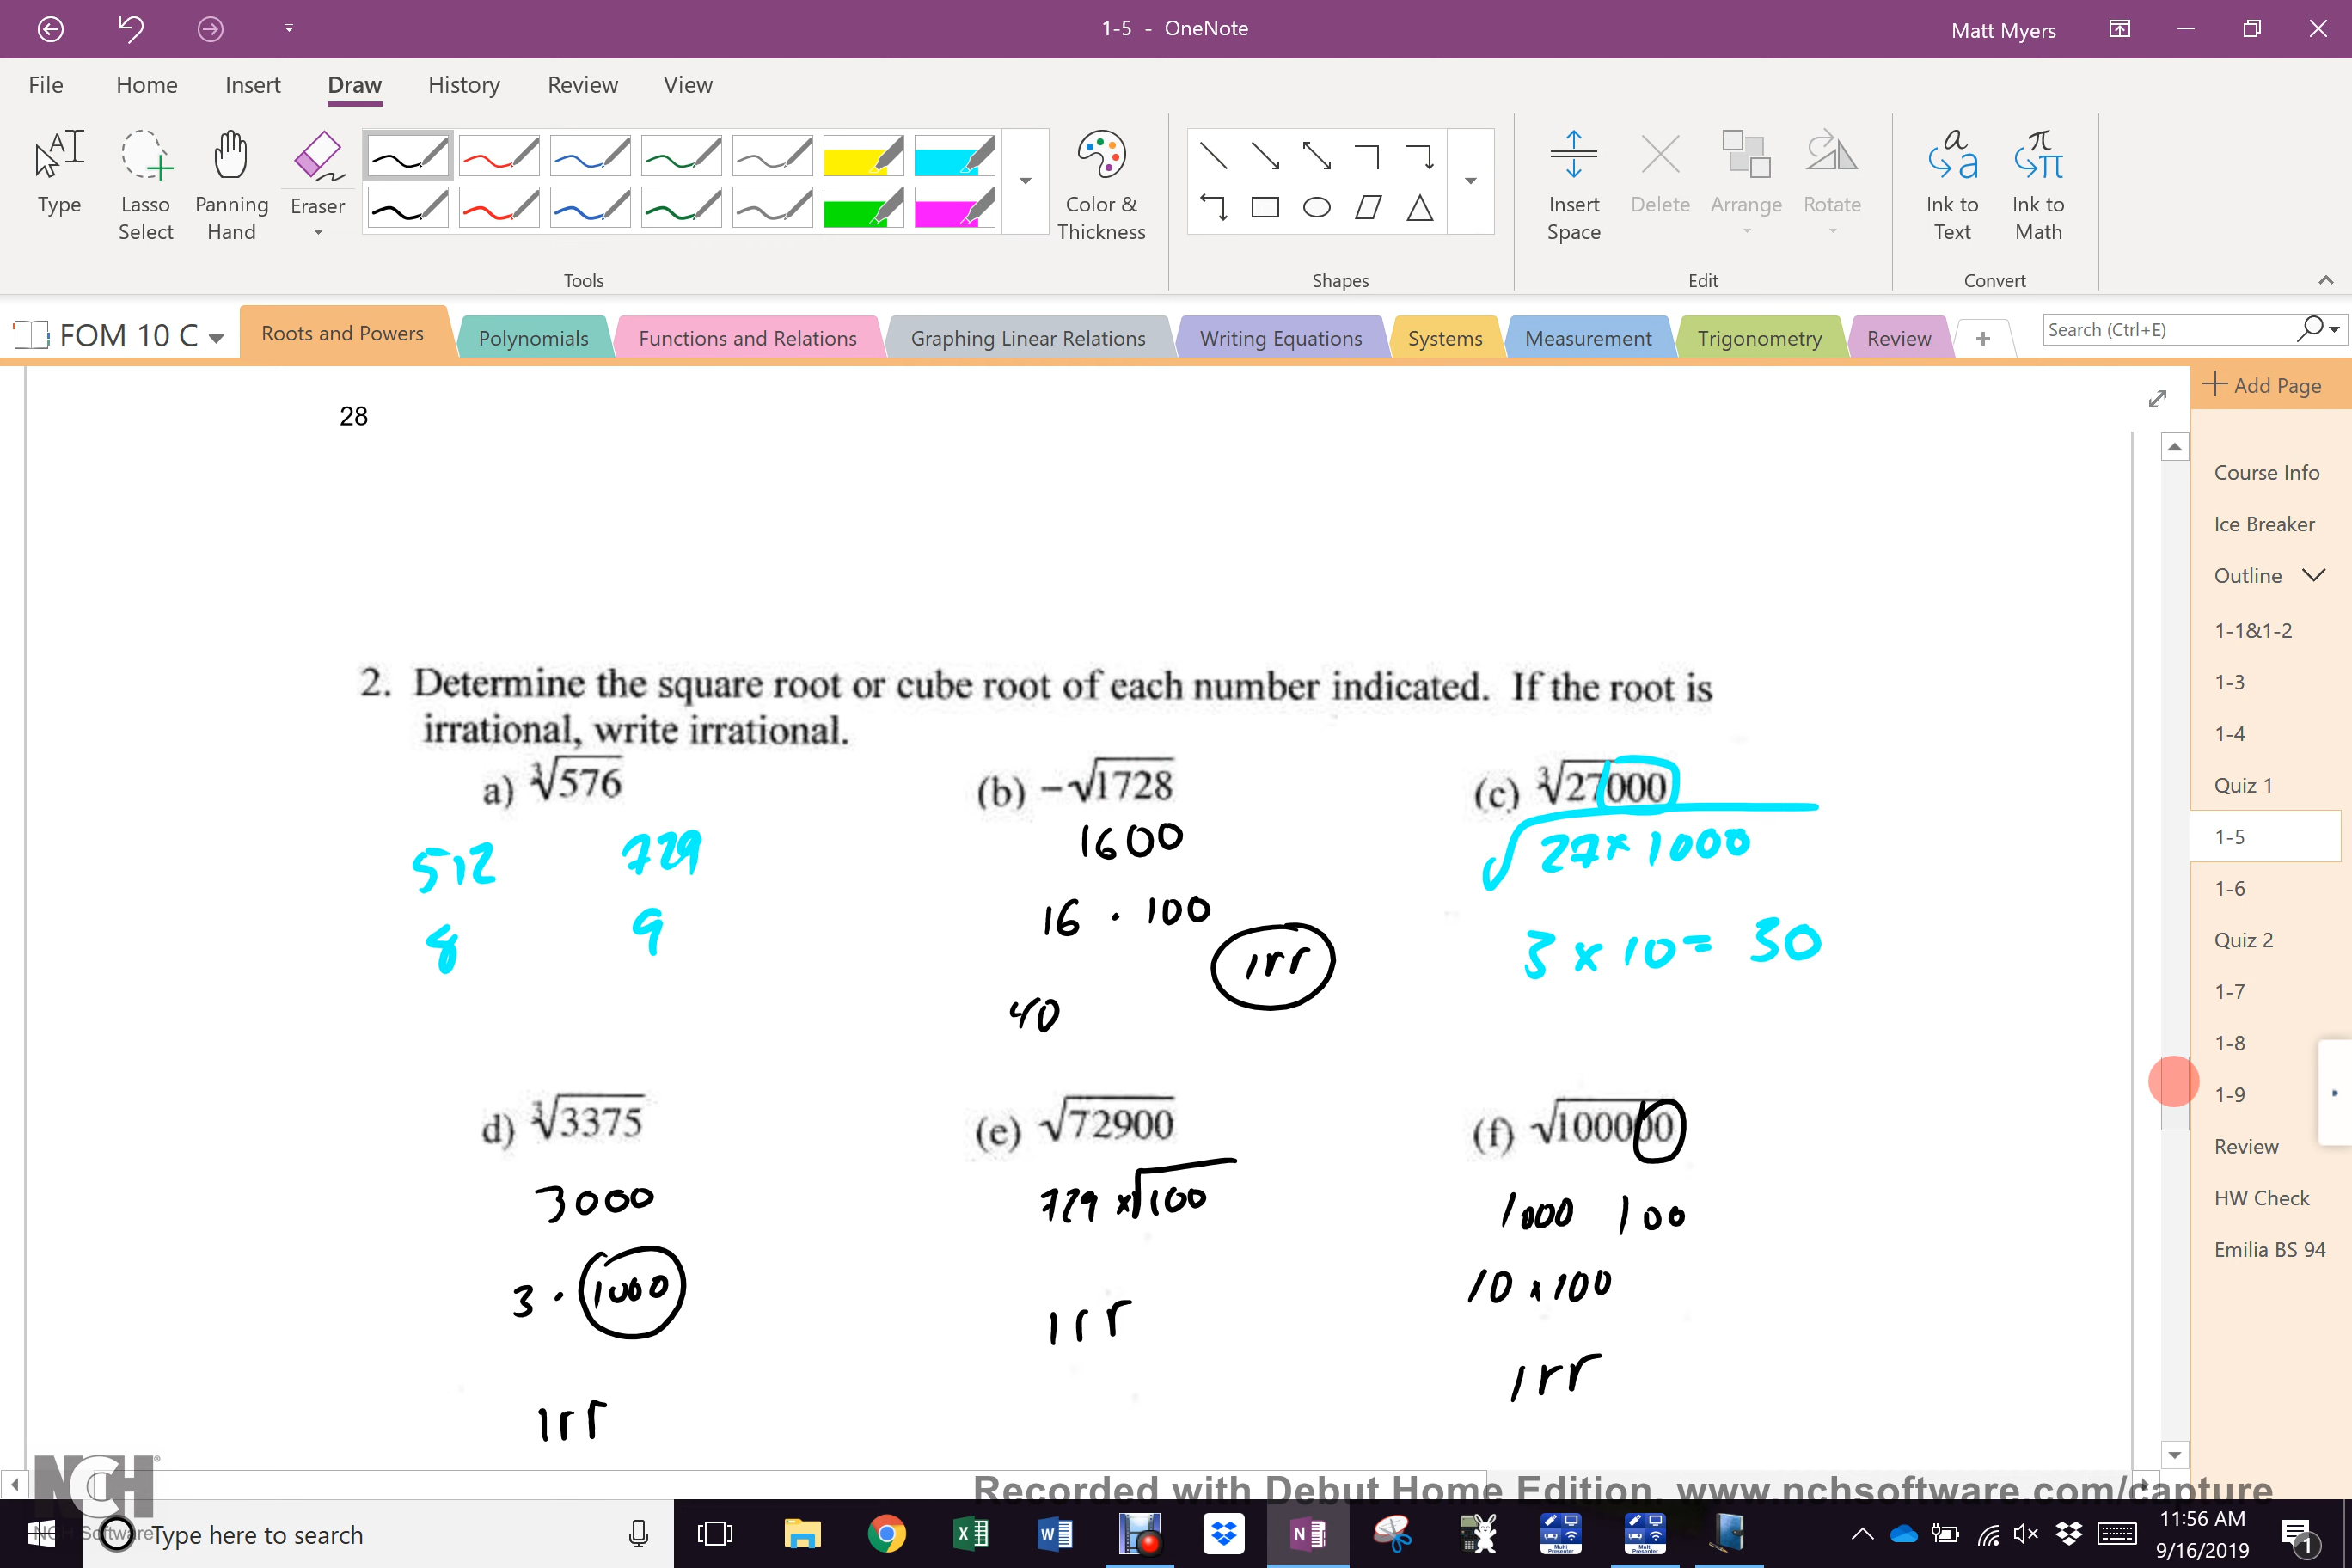 1-5 - OneNote
Matt Myers
File Home Insert Draw History Review View
Type
Lasso Select
Panning Hand
Eraser
Color & Thickness
Insert Space
Delete
Arrange
Rotate
Ink to Text
Ink to Math
Tools
Shapes
Edit
Convert
FOM 10 C
Roots and Powers
Polynomials
Functions and Relations
Graphing Linear Relations
Writing Equations
Systems
Measurement
Trigonometry
Review
Search (Ctrl+E)
Add Page
28
Course Info
Ice Breaker
Outline
1-1&1-2
1-3
1-4
Quiz 1
1-5
1-6
Quiz 2
1-7
1-8
1-9
Review
HW Check
Emilia BS 94
2. Determine the square root or cube root of each number indicated. If the root is
irrational, write irrational.
a) ∛576
(b) −√1728
(c) ∛27000
512 729
1600
√27×1000
8 9
16 · 100
irr
3 × 10 = 30
40
d) ∛3375
(e) √72900
(f) √100000
3000
729 × √100
1000 100
3 · 1000
irr
10 × 100
irr
irr
NCH
NCH Software
Recorded with Debut Home Edition. www.nchsoftware.com/capture
Type here to search
11:56 AM
9/16/2019
1